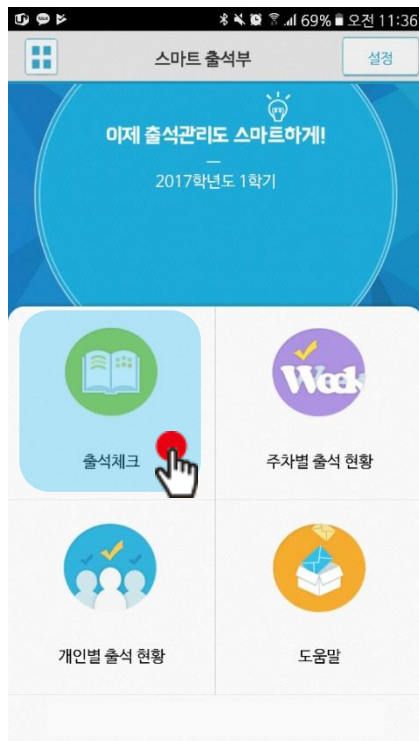 69% 오전 11:36
스마트 출석부
설정
이제 출석관리도 스마트하게!
2017학년도 1학기
출석체크
Week
주차별 출석 현황
개인별 출석 현황
도움말